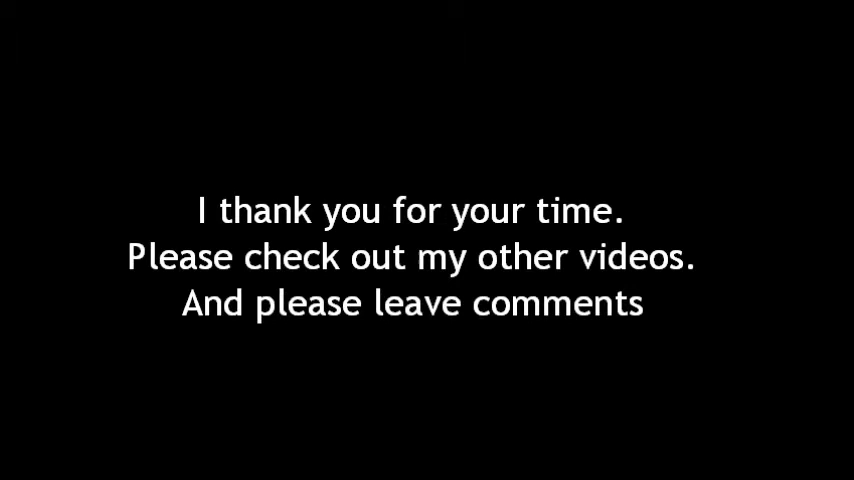 I thank you for your time.
Please check out my other videos.
And please leave comments